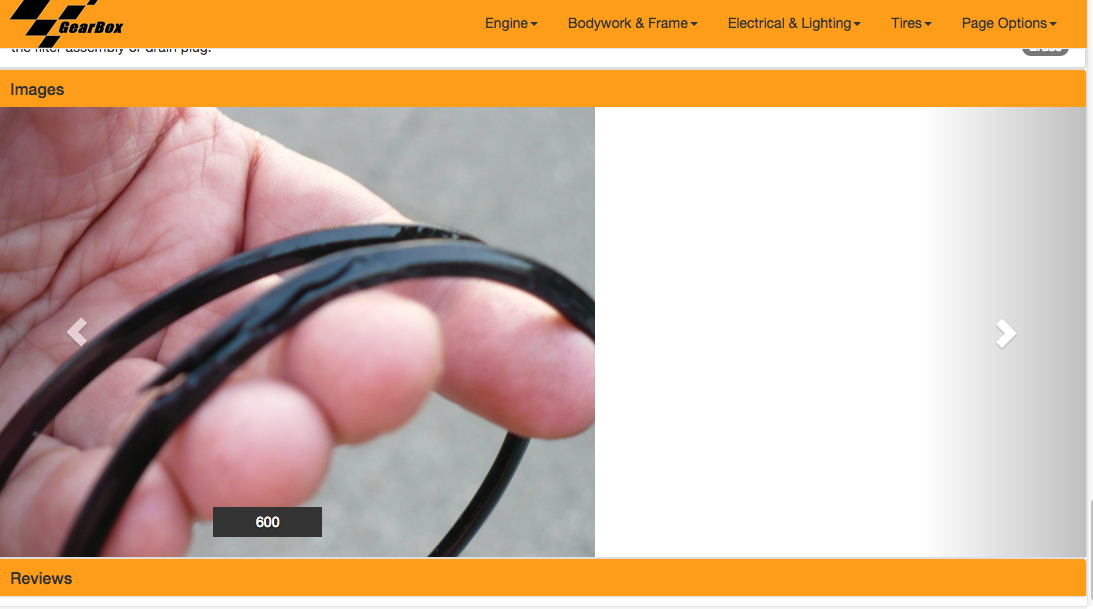 GearBox
Engine
Bodywork & Frame
Electrical & Lighting
Tires
Page Options
the filter assembly or drain plug.
Images
600
Reviews